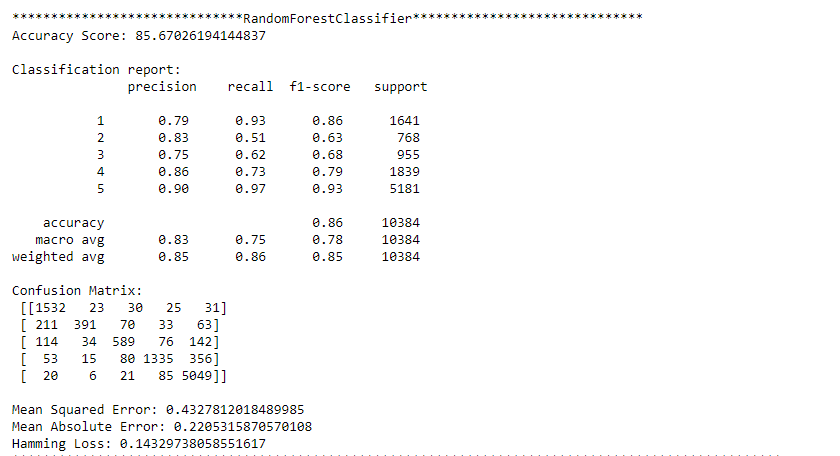 ******************************RandomForestClassifier******************************
Accuracy Score: 85.67026194144837
Classification report:
precision recall f1-score support
1 0.79 0.93 0.86 1641
2 0.83 0.51 0.63 768
3 0.75 0.62 0.68 955
4 0.86 0.73 0.79 1839
5 0.90 0.97 0.93 5181
accuracy 0.86 10384
macro avg 0.83 0.75 0.78 10384
weighted avg 0.85 0.86 0.85 10384
Confusion Matrix:
[[1532 23 30 25 31]
[ 211 391 70 33 63]
[ 114 34 589 76 142]
[ 53 15 80 1335 356]
[ 20 6 21 85 5049]]
Mean Squared Error: 0.4327812018489985
Mean Absolute Error: 0.2205315870570108
Hamming Loss: 0.14329738058551617